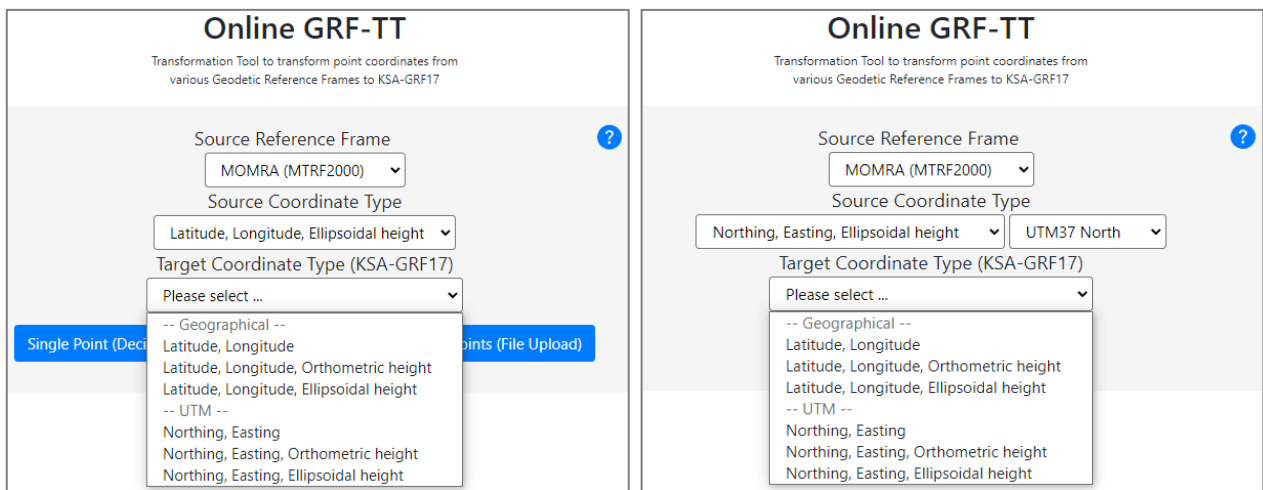 Online GRF-TT
Transformation Tool to transform point coordinates from
various Geodetic Reference Frames to KSA-GRF17
Source Reference Frame
?
MOMRA (MTRF2000)
Source Coordinate Type
Latitude, Longitude, Ellipsoidal height
Target Coordinate Type (KSA-GRF17)
Please select ...
-- Geographical --
Single Point (Deci
Latitude, Longitude
oints (File Upload)
Latitude, Longitude, Orthometric height
Latitude, Longitude, Ellipsoidal height
-- UTM --
Northing, Easting
Northing, Easting, Orthometric height
Northing, Easting, Ellipsoidal height
Online GRF-TT
Transformation Tool to transform point coordinates from
various Geodetic Reference Frames to KSA-GRF17
Source Reference Frame
?
MOMRA (MTRF2000)
Source Coordinate Type
Northing, Easting, Ellipsoidal height UTM37 North
Target Coordinate Type (KSA-GRF17)
Please select ...
-- Geographical --
Latitude, Longitude
Latitude, Longitude, Orthometric height
Latitude, Longitude, Ellipsoidal height
-- UTM --
Northing, Easting
Northing, Easting, Orthometric height
Northing, Easting, Ellipsoidal height